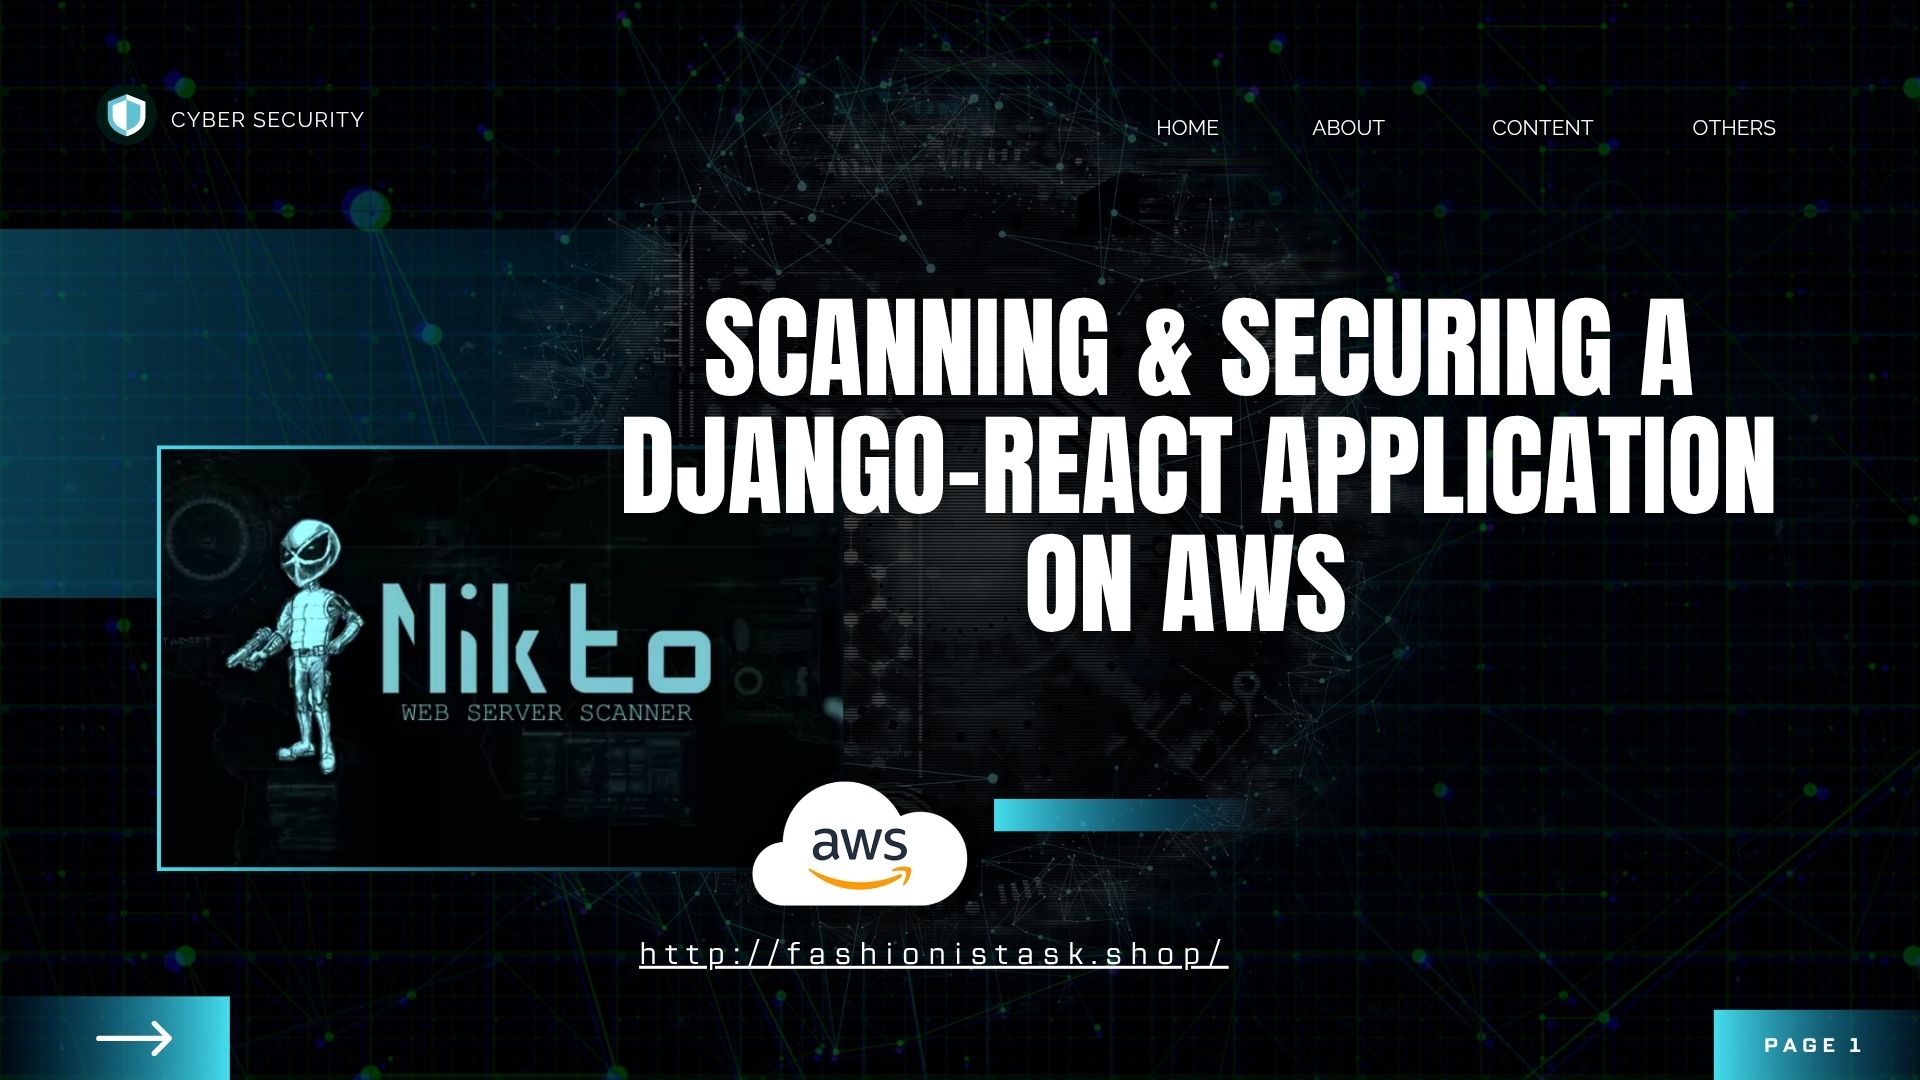 CYBER SECURITY
HOME
ABOUT
CONTENT
OTHERS
SCANNING & SECURING A
DJANGO-REACT APPLICATION
ON AWS
TARGET
Nikto
WEB SERVER SCANNER
aws
http://fashionistask.shop/
PAGE 1